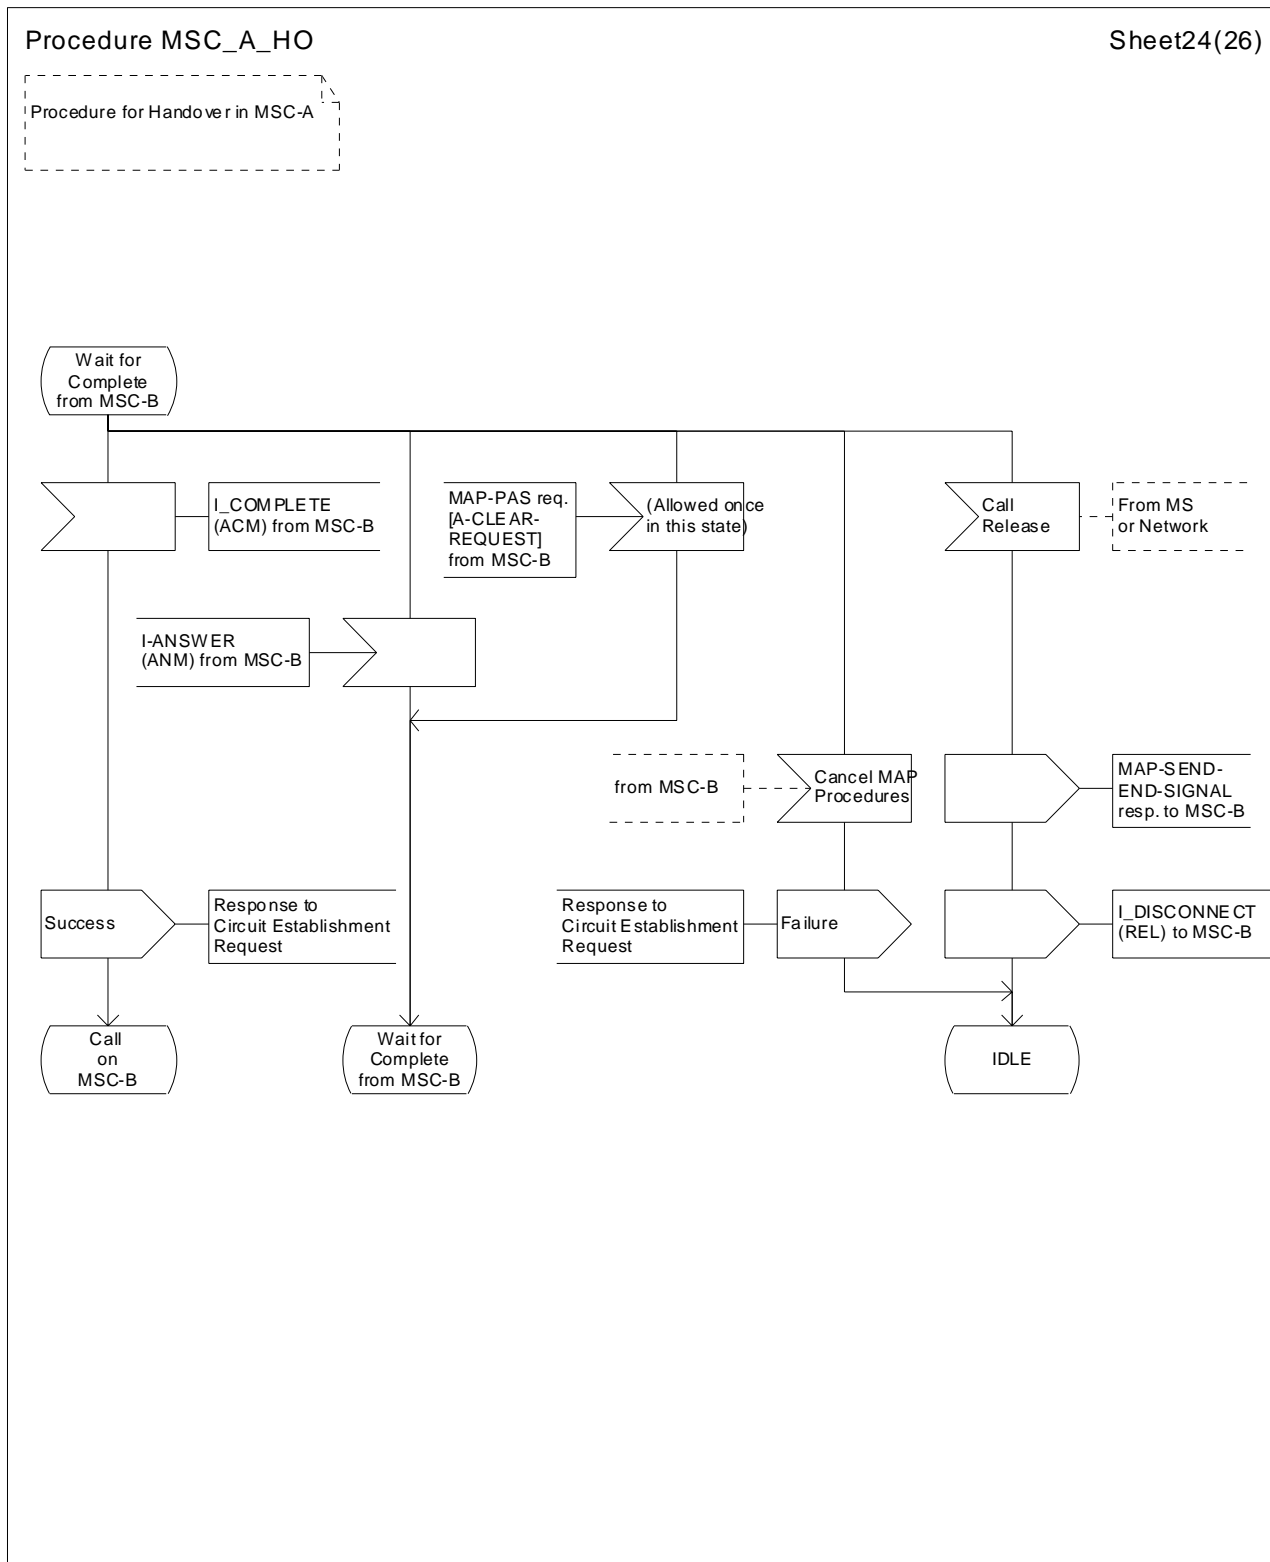 Procedure MSC_A_HO
Sheet24(26)
Procedure for Handover in MSC-A
Wait for
Complete
from MSC-B
I_COMPLETE
(ACM) from MSC-B
MAP-PAS req.
[A-CLEAR-
REQUEST]
from MSC-B
(Allowed once
in this state)
Call
Release
From MS
or Network
I-ANSWER
(ANM) from MSC-B
from MSC-B
Cancel MAP
Procedures
MAP-SEND-
END-SIGNAL
resp. to MSC-B
Success
Response to
Circuit Establishment
Request
Response to
Circuit Establishment
Request
Failure
I_DISCONNECT
(REL) to MSC-B
Call
on
MSC-B
Wait for
Complete
from MSC-B
IDLE